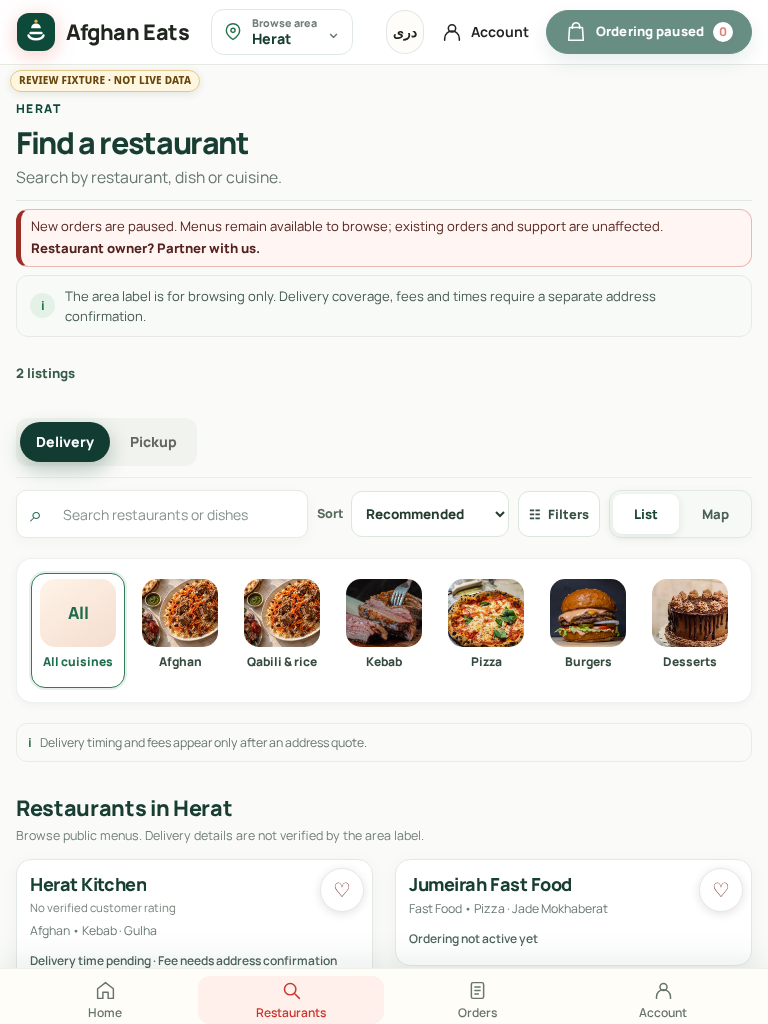 Afghan Eats
Browse area
Herat
دری
Account
Ordering paused 0
REVIEW FIXTURE · NOT LIVE DATA
HERAT
Find a restaurant
Search by restaurant, dish or cuisine.
New orders are paused. Menus remain available to browse; existing orders and support are unaffected.
Restaurant owner? Partner with us.
i
The area label is for browsing only. Delivery coverage, fees and times require a separate address
confirmation.
2 listings
Delivery Pickup
Search restaurants or dishes Sort Recommended Filters List Map
All
All cuisines Afghan Qabili & rice Kebab Pizza Burgers Desserts
i Delivery timing and fees appear only after an address quote.
Restaurants in Herat
Browse public menus. Delivery details are not verified by the area label.
Herat Kitchen
No verified customer rating
Afghan • Kebab · Gulha
Delivery time pending · Fee needs address confirmation
Jumeirah Fast Food
Fast Food • Pizza · Jade Mokhaberat
Ordering not active yet
Home Restaurants Orders Account